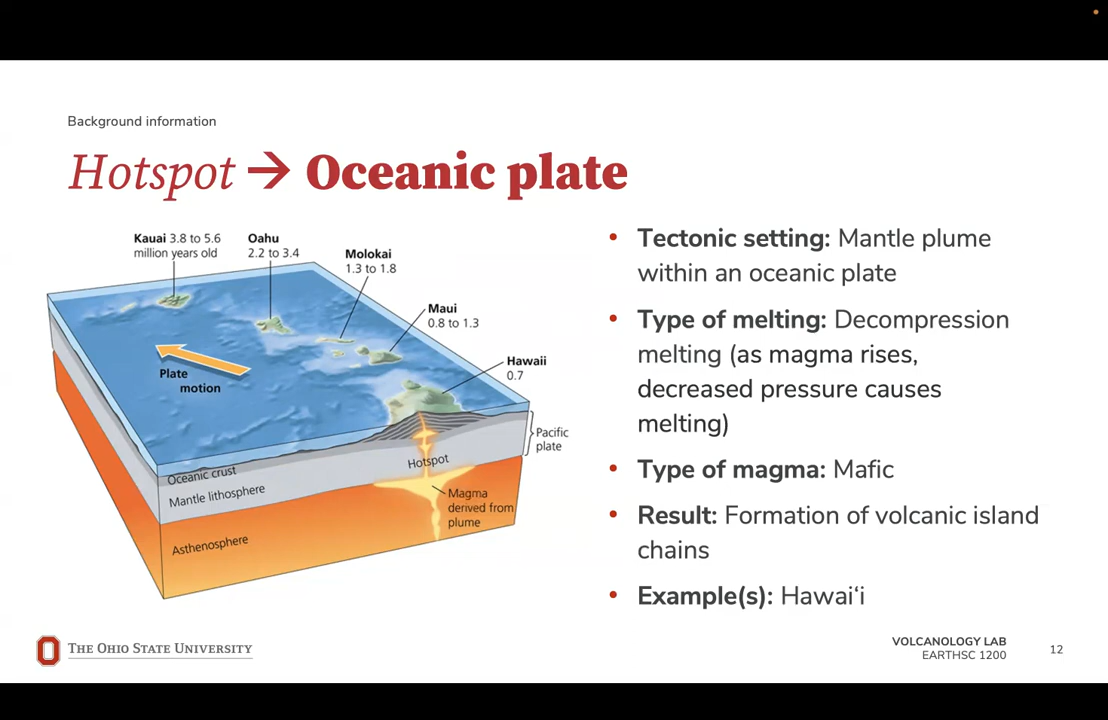 Background information
Hotspot → Oceanic plate
Kauai 3.8 to 5.6
million years old
Oahu
2.2 to 3.4
Molokai
1.3 to 1.8
Maui
0.8 to 1.3
Hawaii
0.7
Plate
motion
Pacific
plate
Hotspot
Oceanic crust
Mantle lithosphere
Magma
derived from
plume
Asthenosphere
• Tectonic setting: Mantle plume
within an oceanic plate
• Type of melting: Decompression
melting (as magma rises,
decreased pressure causes
melting)
• Type of magma: Mafic
• Result: Formation of volcanic island
chains
• Example(s): Hawaiʻi
THE OHIO STATE UNIVERSITY
VOLCANOLOGY LAB
EARTHSC 1200
12